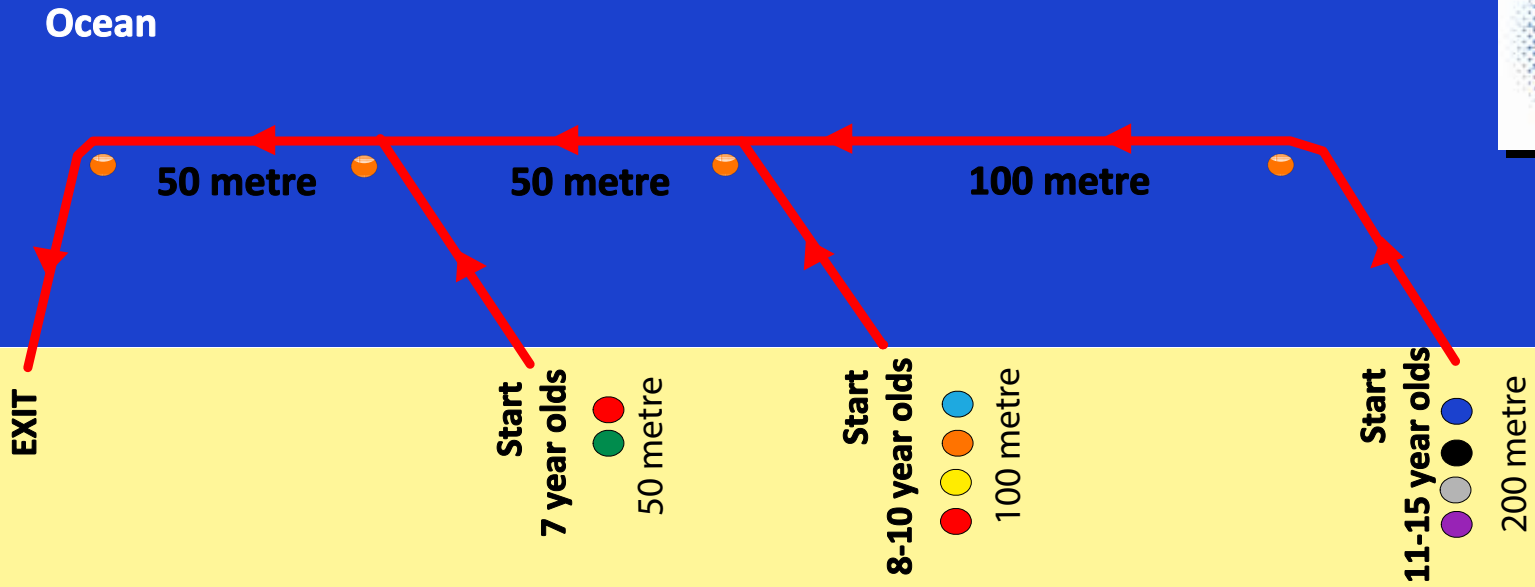 Ocean
50 metre
50 metre
100 metre
EXIT
Start
7 year olds
50 metre
Start
8-10 year olds
100 metre
Start
11-15 year olds
200 metre